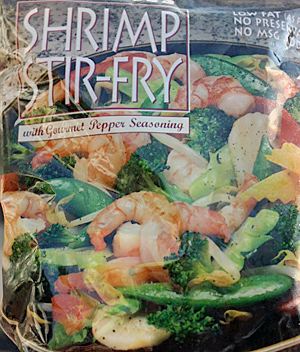 SHRIMP
STIR-FRY
with Gourmet Pepper Seasoning
LOW FAT
NO PRESE
NO MSG